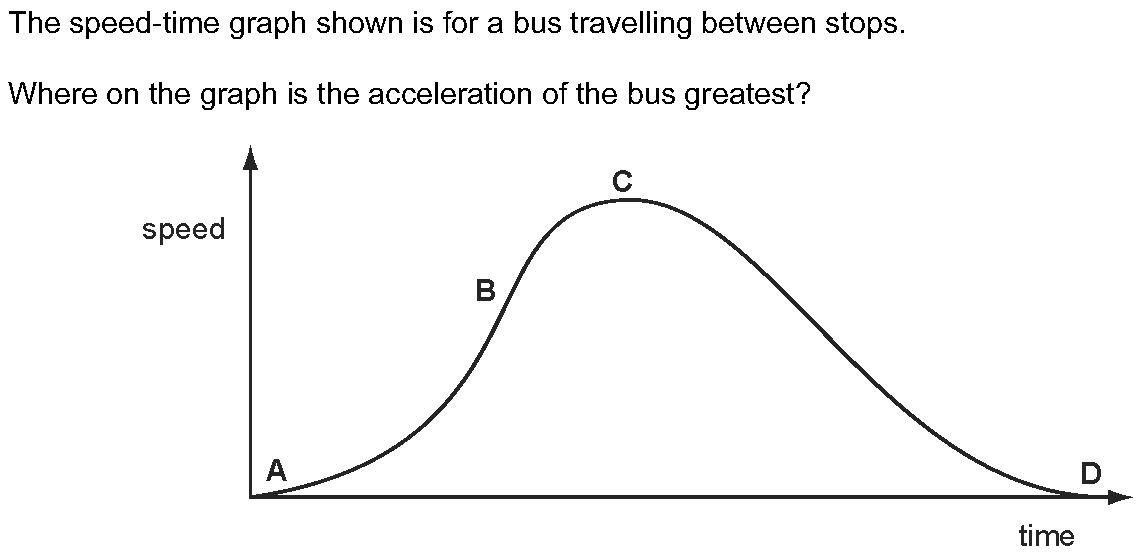 The speed-time graph shown is for a bus travelling between stops.
Where on the graph is the acceleration of the bus greatest?
C
speed
B
A
D
time